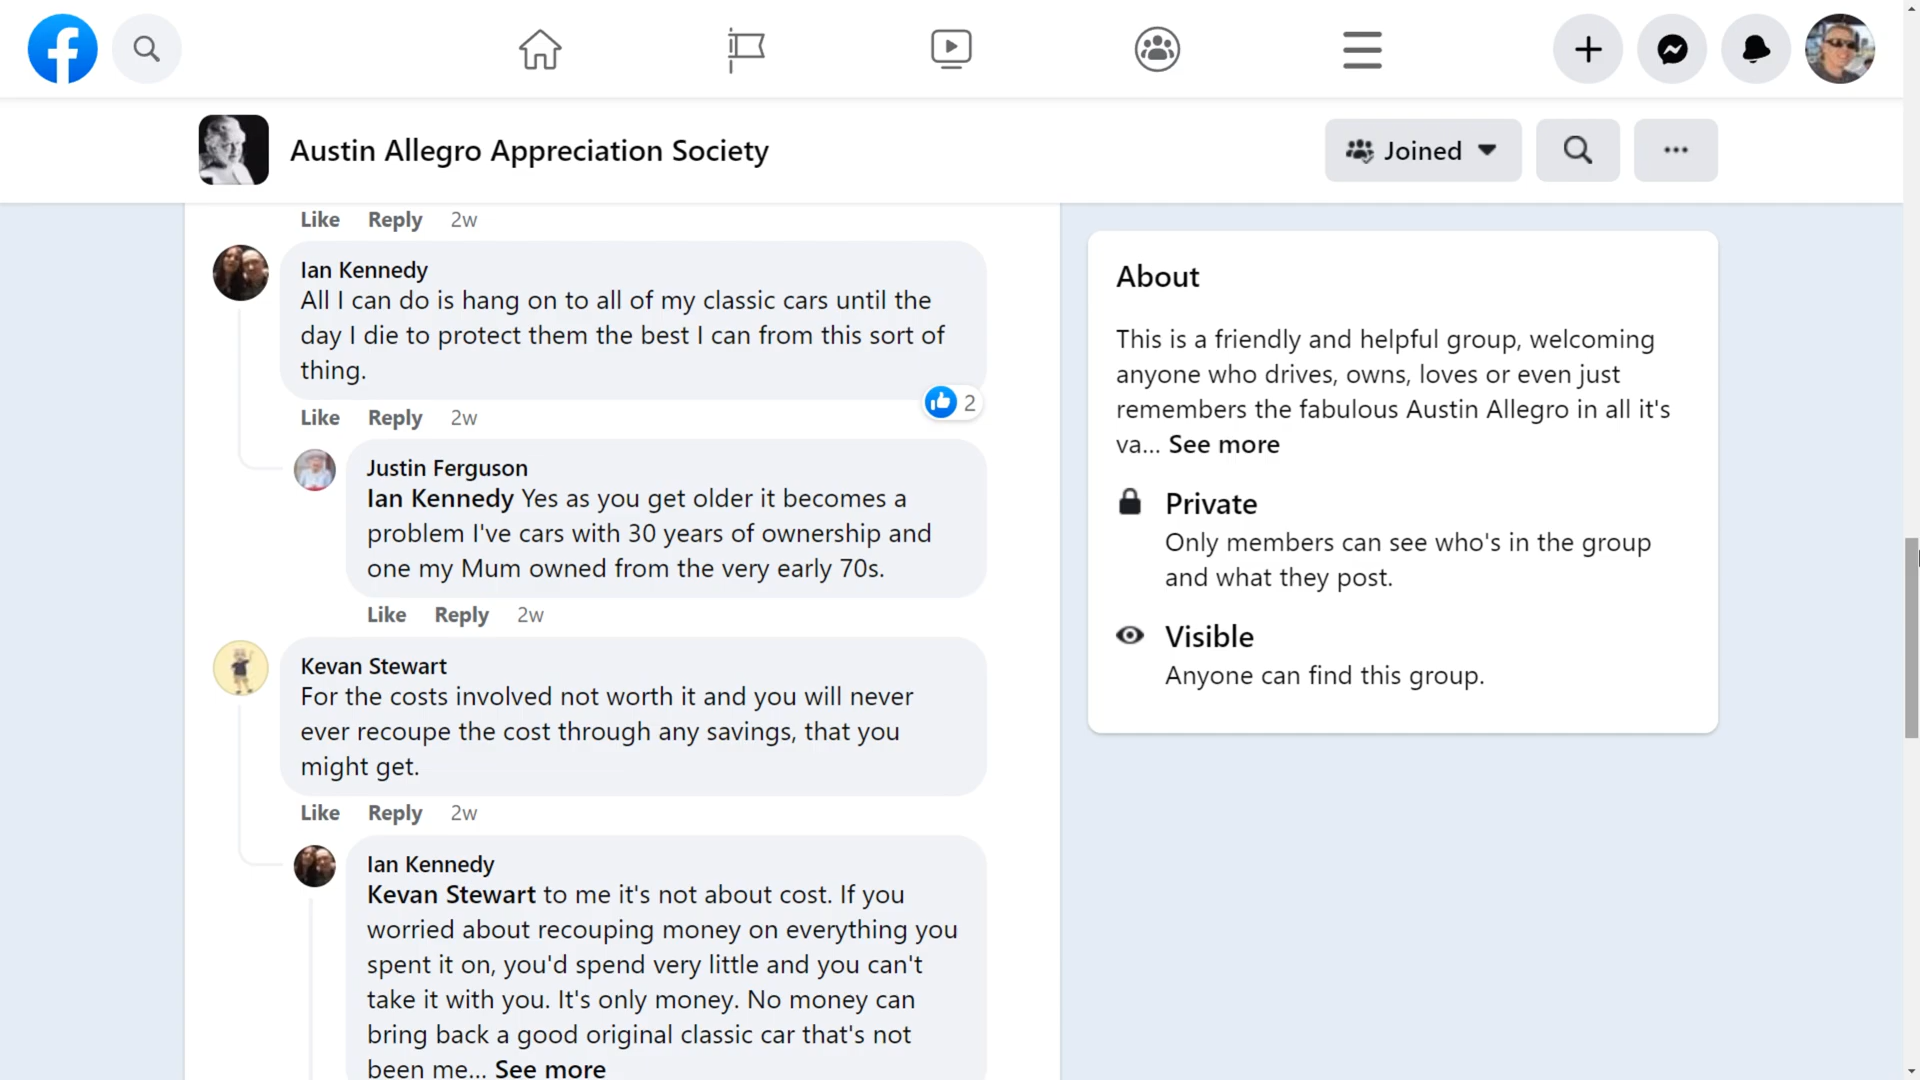 Austin Allegro Appreciation Society
Joined
Like Reply 2w
Ian Kennedy
All I can do is hang on to all of my classic cars until the
day I die to protect them the best I can from this sort of
thing.
2
Like Reply 2w
Justin Ferguson
Ian Kennedy Yes as you get older it becomes a
problem I've cars with 30 years of ownership and
one my Mum owned from the very early 70s.
Like Reply 2w
Kevan Stewart
For the costs involved not worth it and you will never
ever recoupe the cost through any savings, that you
might get.
Like Reply 2w
Ian Kennedy
Kevan Stewart to me it's not about cost. If you
worried about recouping money on everything you
spent it on, you'd spend very little and you can't
take it with you. It's only money. No money can
bring back a good original classic car that's not
been me... See more
About
This is a friendly and helpful group, welcoming
anyone who drives, owns, loves or even just
remembers the fabulous Austin Allegro in all it's
va... See more
Private
Only members can see who's in the group
and what they post.
Visible
Anyone can find this group.